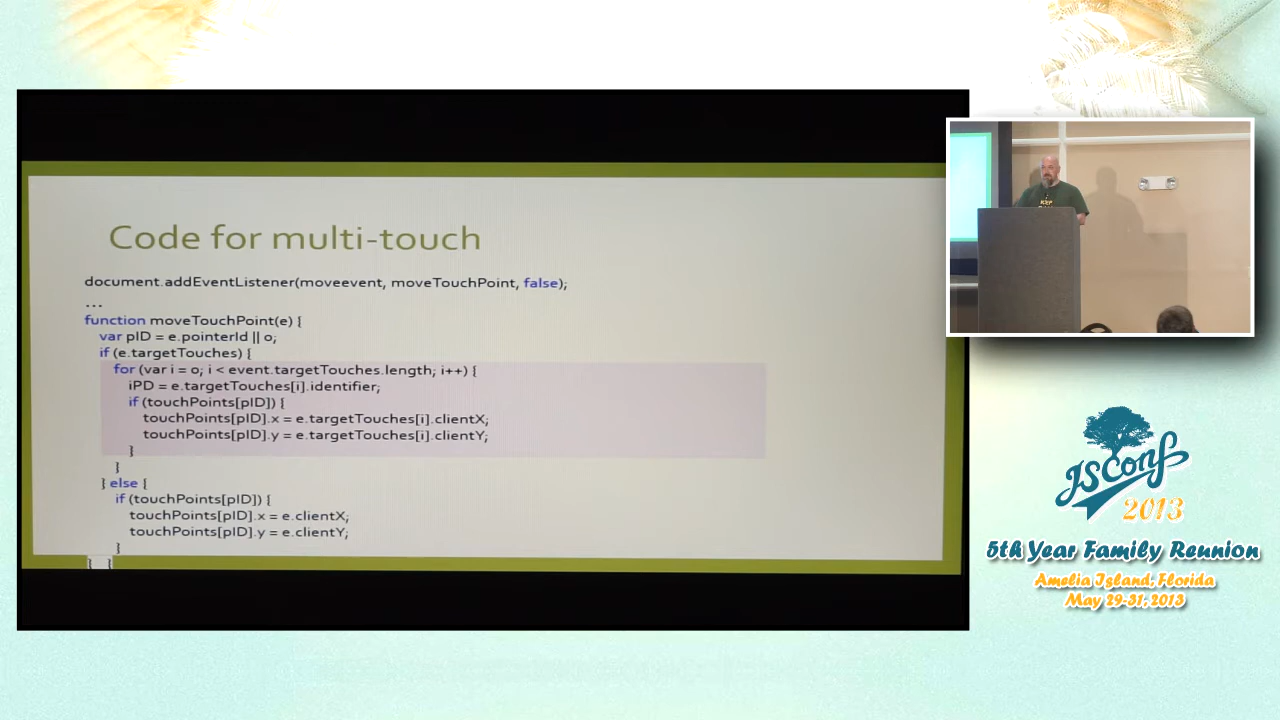 Code for multi-touch
document.addEventListener(moveevent, moveTouchPoint, false);
...
function moveTouchPoint(e) {
var pID = e.pointerId || 0;
if (e.targetTouches) {
for (var i = 0; i < event.targetTouches.length; i++) {
iPD = e.targetTouches[i].identifier;
if (touchPoints[pID]) {
touchPoints[pID].x = e.targetTouches[i].clientX;
touchPoints[pID].y = e.targetTouches[i].clientY;
}
}
} else {
if (touchPoints[pID]) {
touchPoints[pID].x = e.clientX;
touchPoints[pID].y = e.clientY;
}
} }
KEEP
JSConf
2013
5th Year Family Reunion
Amelia Island, Florida
May 29-31, 2013